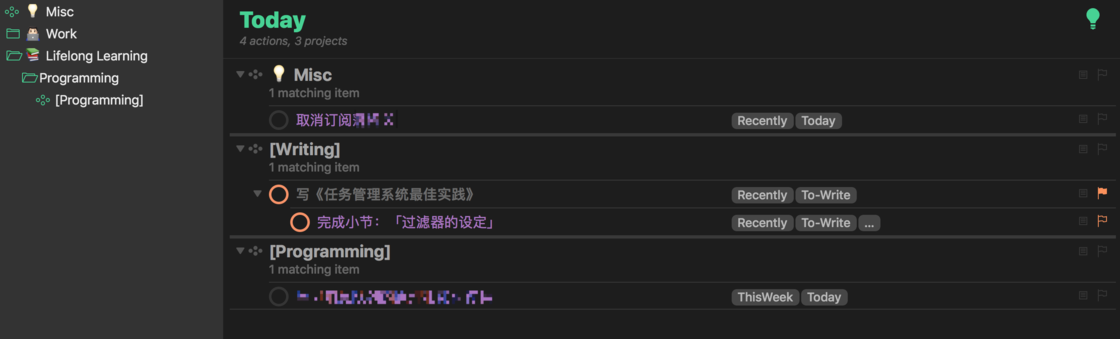 Misc
Work
Lifelong Learning
Programming
[Programming]
Today
4 actions, 3 projects
Misc
1 matching item
取消订阅
Recently Today
[Writing]
1 matching item
写《任务管理系统最佳实践》
Recently To-Write
完成小节：「过滤器的设定」
Recently To-Write ...
[Programming]
1 matching item
ThisWeek Today